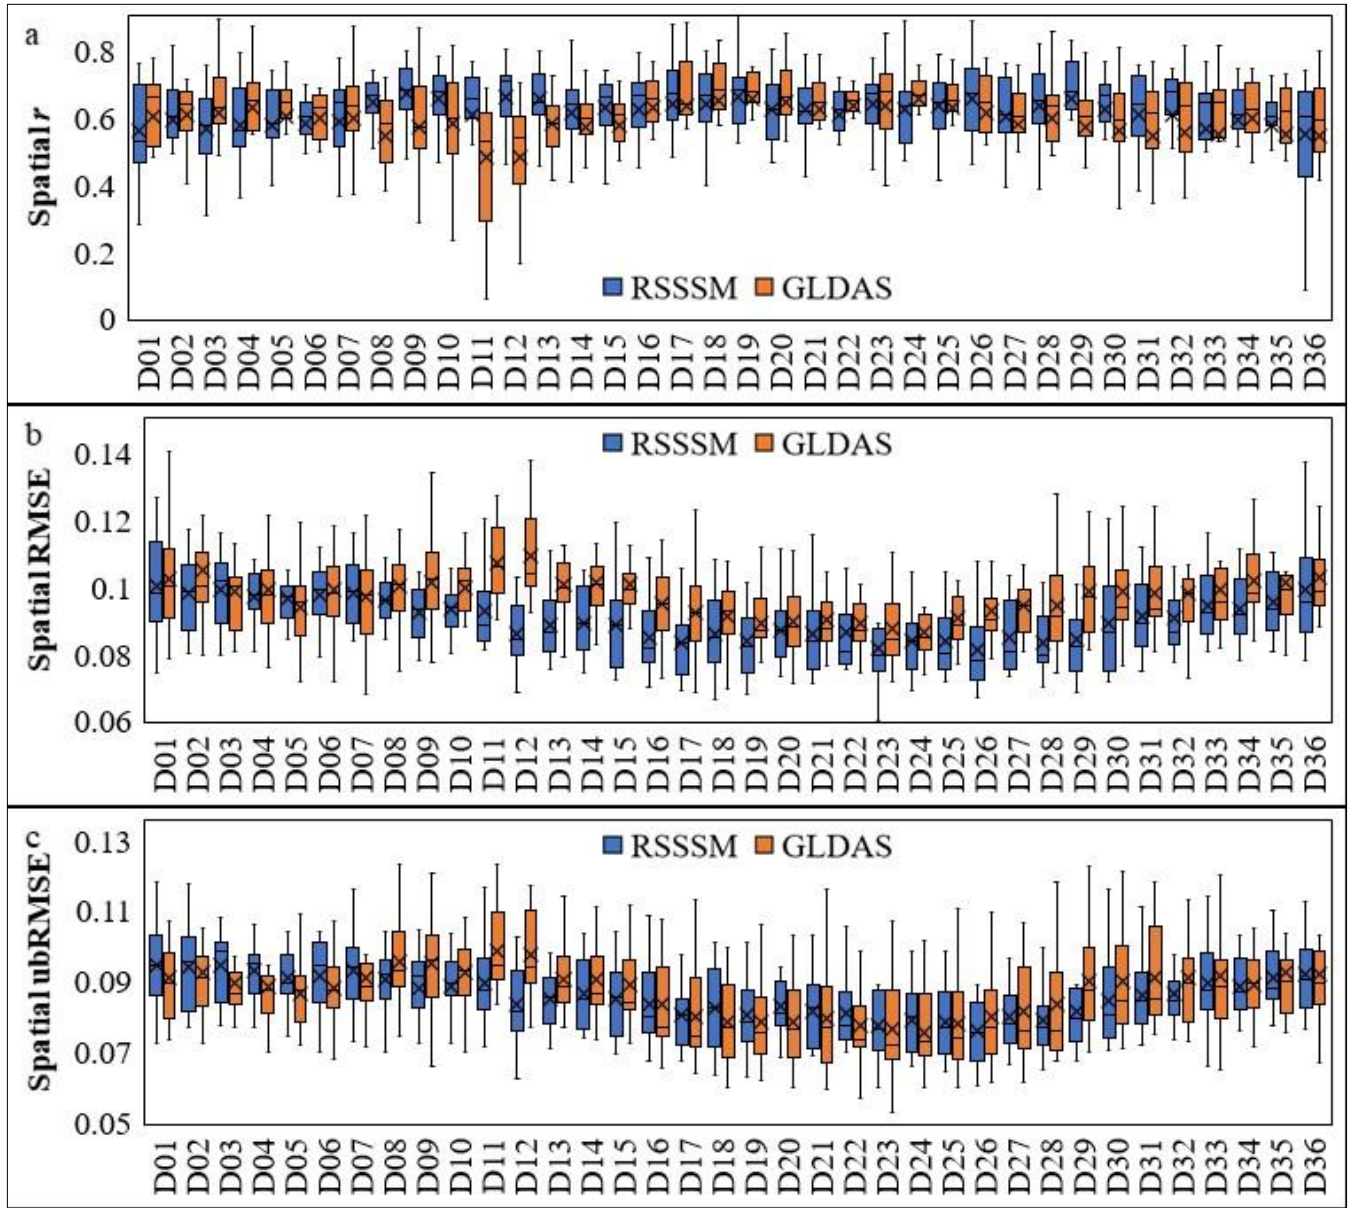 a
Spatial r
0.8
0.6
0.4
0.2
0
RSSSM GLDAS
D01 D02 D03 D04 D05 D06 D07 D08 D09 D10 D11 D12 D13 D14 D15 D16 D17 D18 D19 D20 D21 D22 D23 D24 D25 D26 D27 D28 D29 D30 D31 D32 D33 D34 D35 D36
b
Spatial RMSE
0.14
0.12
0.1
0.08
0.06
RSSSM GLDAS
D01 D02 D03 D04 D05 D06 D07 D08 D09 D10 D11 D12 D13 D14 D15 D16 D17 D18 D19 D20 D21 D22 D23 D24 D25 D26 D27 D28 D29 D30 D31 D32 D33 D34 D35 D36
c
Spatial ubRMSE
0.13
0.11
0.09
0.07
0.05
RSSSM GLDAS
D01 D02 D03 D04 D05 D06 D07 D08 D09 D10 D11 D12 D13 D14 D15 D16 D17 D18 D19 D20 D21 D22 D23 D24 D25 D26 D27 D28 D29 D30 D31 D32 D33 D34 D35 D36